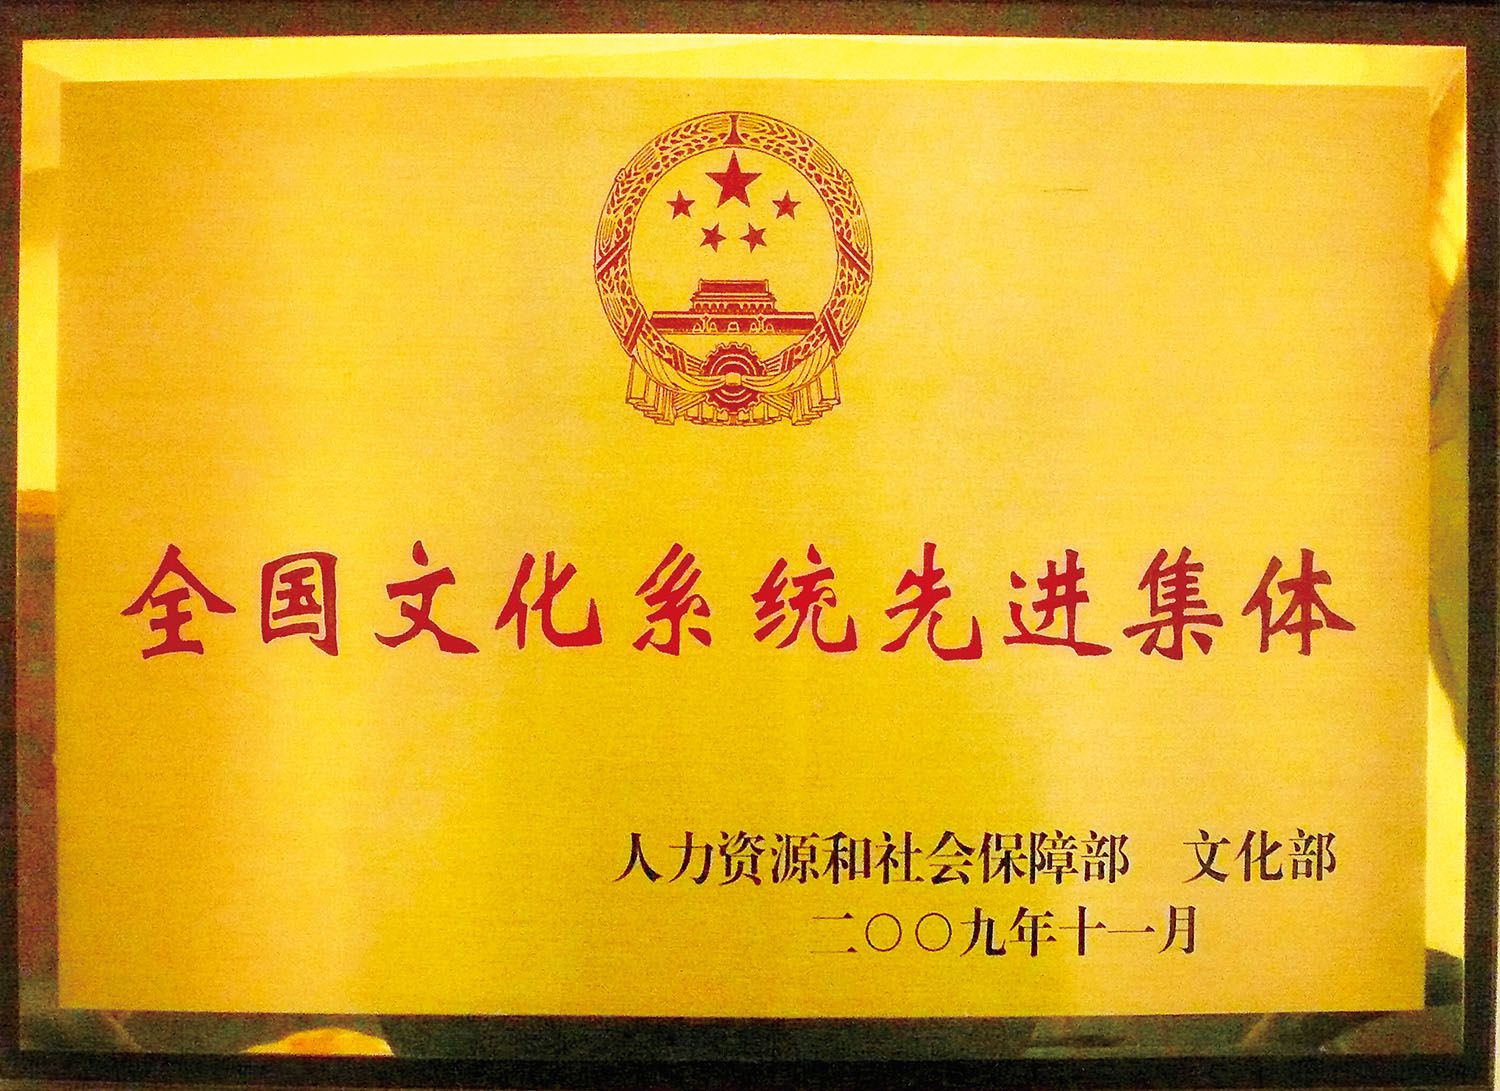 全国文化系统先进集体
人力资源和社会保障部 文化部
二〇〇九年十一月